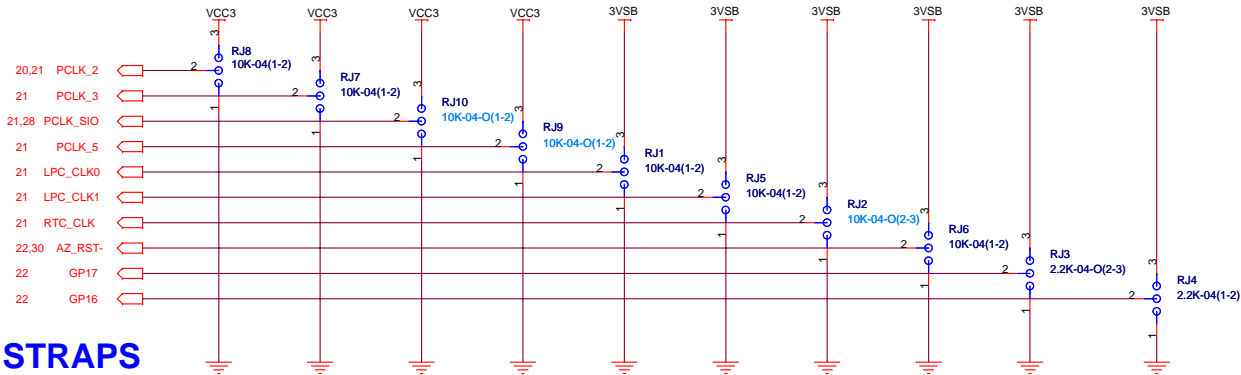 VCC3 VCC3 VCC3 VCC3 3VSB 3VSB 3VSB 3VSB 3VSB 3VSB
3 RJ8
10K-04(1-2)
20,21 PCLK_2 2
1
3 RJ7
10K-04(1-2)
21 PCLK_3 2
1
3 RJ10
10K-04-O(1-2)
21,28 PCLK_SIO 2
1
3 RJ9
10K-04-O(1-2)
21 PCLK_5 2
1
3 RJ1
10K-04(1-2)
21 LPC_CLK0 2
1
3 RJ5
10K-04(1-2)
21 LPC_CLK1 2
1
3 RJ2
10K-04-O(2-3)
21 RTC_CLK 2
1
3 RJ6
10K-04(1-2)
22,30 AZ_RST- 2
1
3 RJ3
2.2K-04-O(2-3)
22 GP17 2
1
3 RJ4
2.2K-04(1-2)
22 GP16 2
1
STRAPS